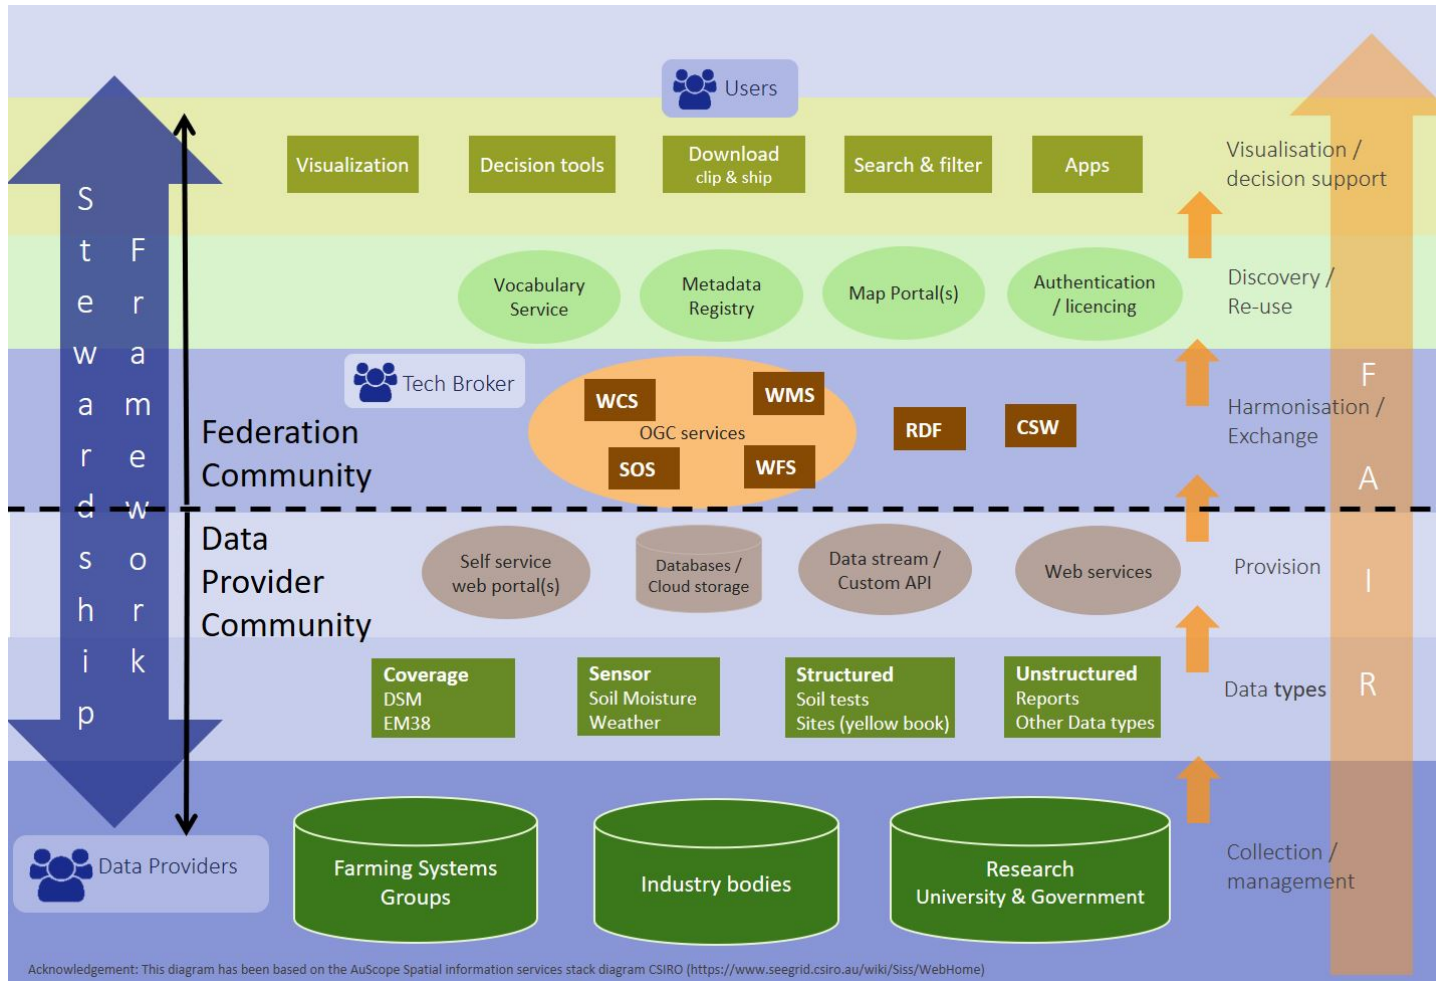 Users
Visualization
Decision tools
Download
clip & ship
Search & filter
Apps
Visualisation /
decision support
Vocabulary
Service
Metadata
Registry
Map Portal(s)
Authentication
/ licencing
Discovery /
Re-use
Tech Broker
WCS
WMS
OGC services
SOS
WFS
RDF
CSW
Harmonisation /
Exchange
Federation
Community
Data
Provider
Community
Self service
web portal(s)
Databases /
Cloud storage
Data stream /
Custom API
Web services
Provision
Coverage
DSM
EM38
Sensor
Soil Moisture
Weather
Structured
Soil tests
Sites (yellow book)
Unstructured
Reports
Other Data types
Data types
Data Providers
Farming Systems
Groups
Industry bodies
Research
University & Government
Collection /
management
Stewardship
Framework
FAIR
Acknowledgement: This diagram has been based on the AuScope Spatial information services stack diagram CSIRO (https://www.seegrid.csiro.au/wiki/Siss/WebHome)